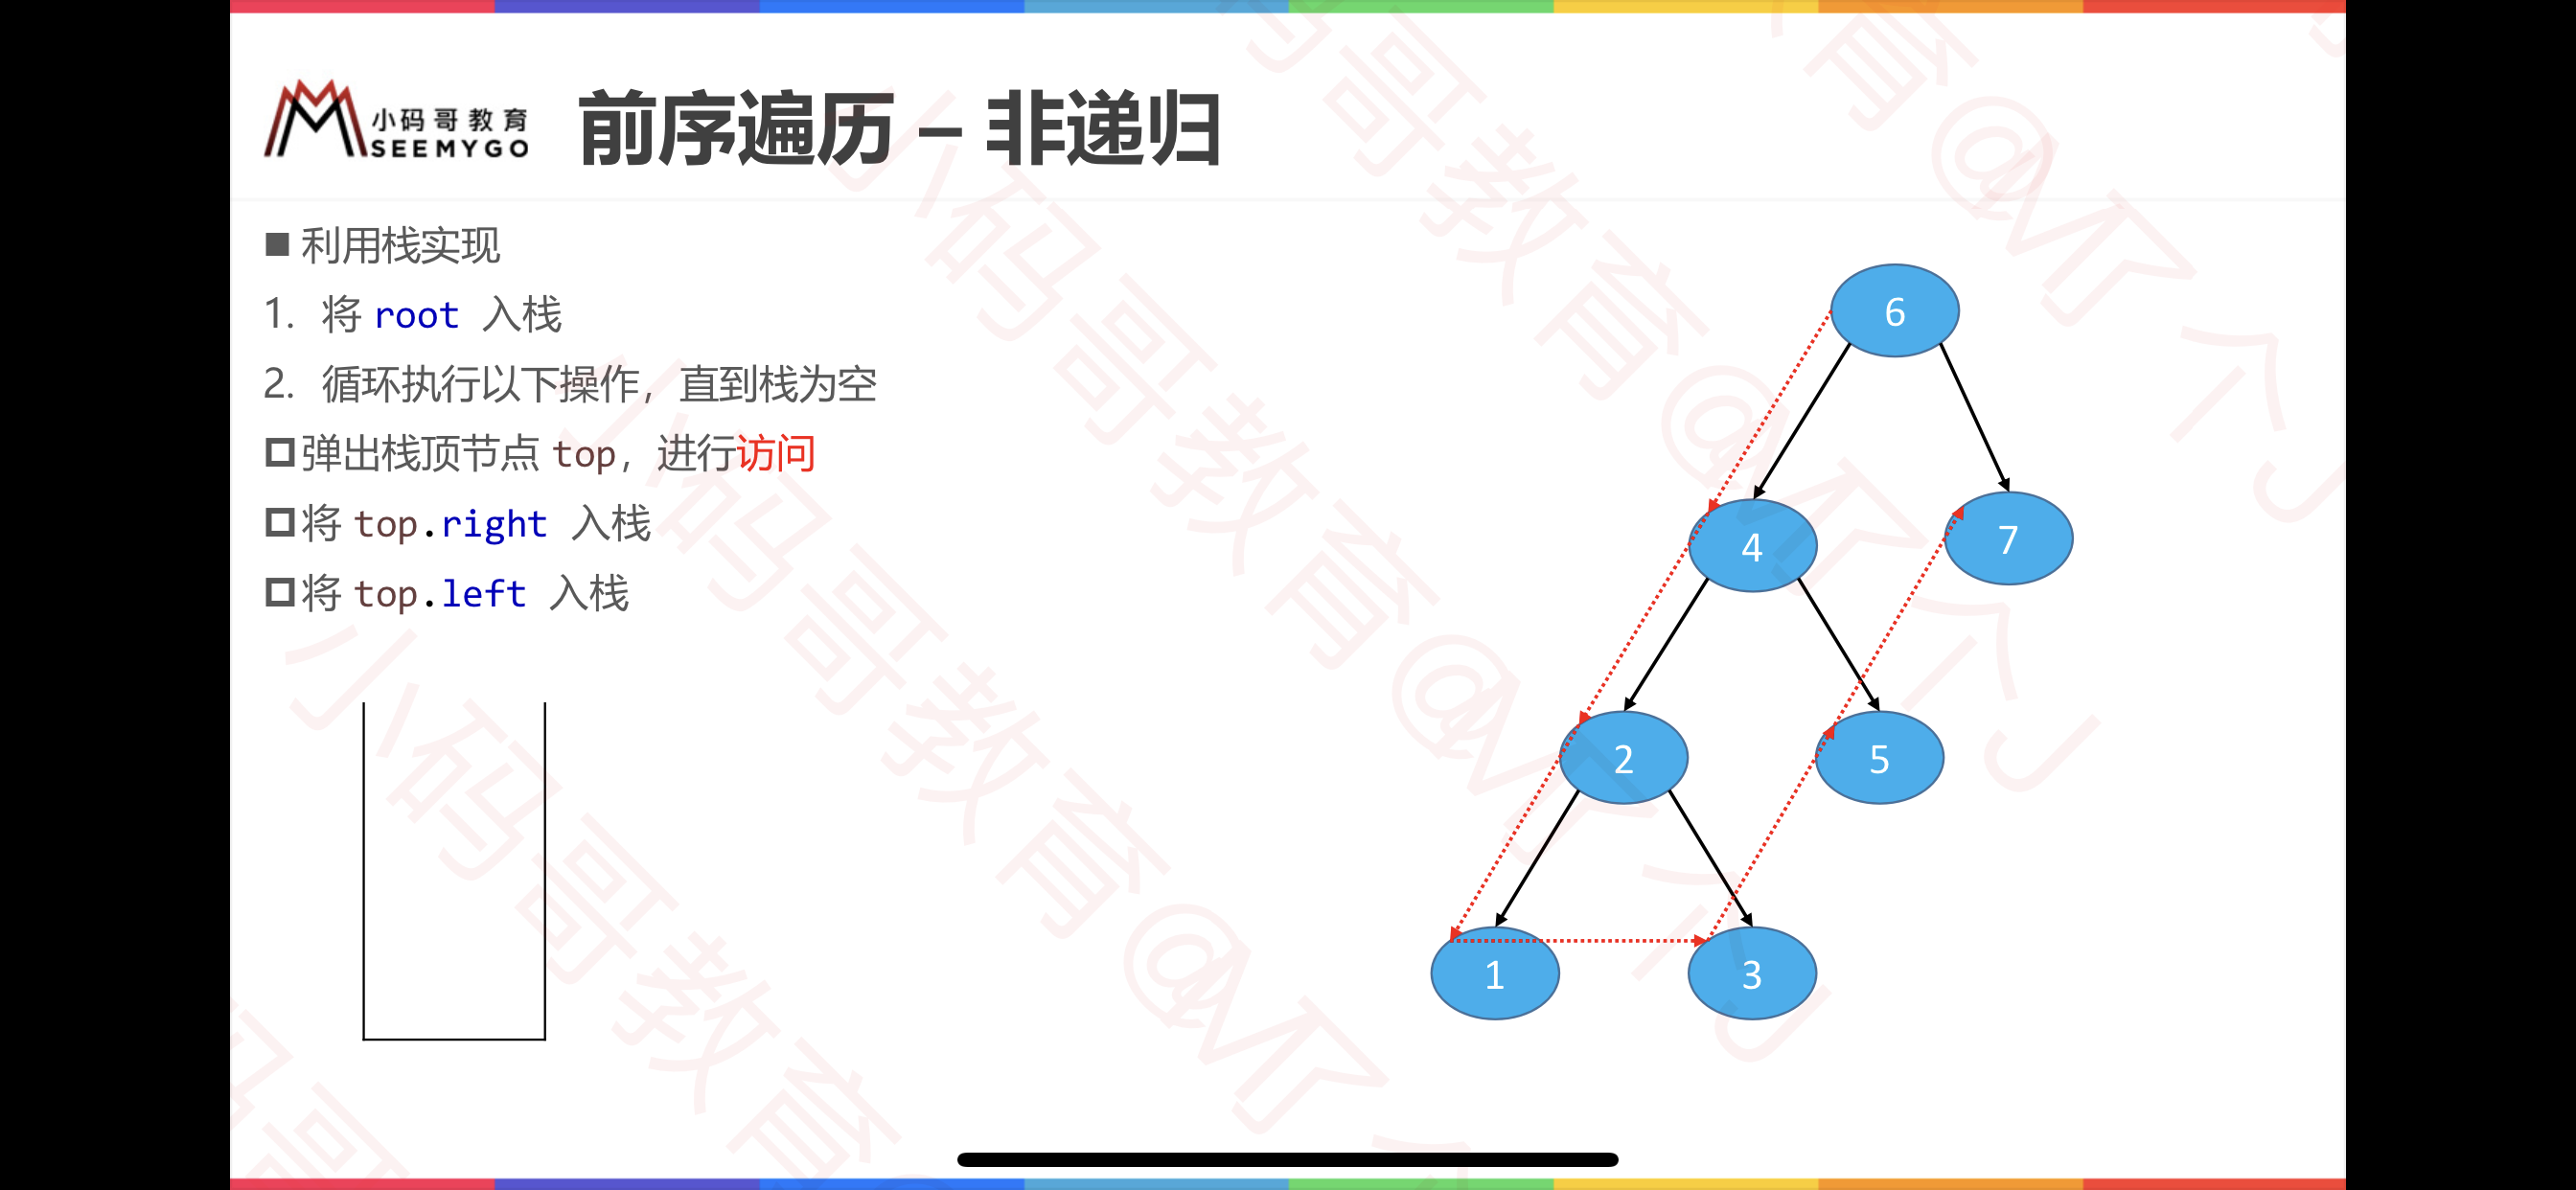 小码哥教育
SEEMYGO
前序遍历 – 非递归
■ 利用栈实现
1. 将 root 入栈
2. 循环执行以下操作，直到栈为空
弹出栈顶节点 top，进行访问
将 top.right 入栈
将 top.left 入栈
6
4
7
2
5
1
3